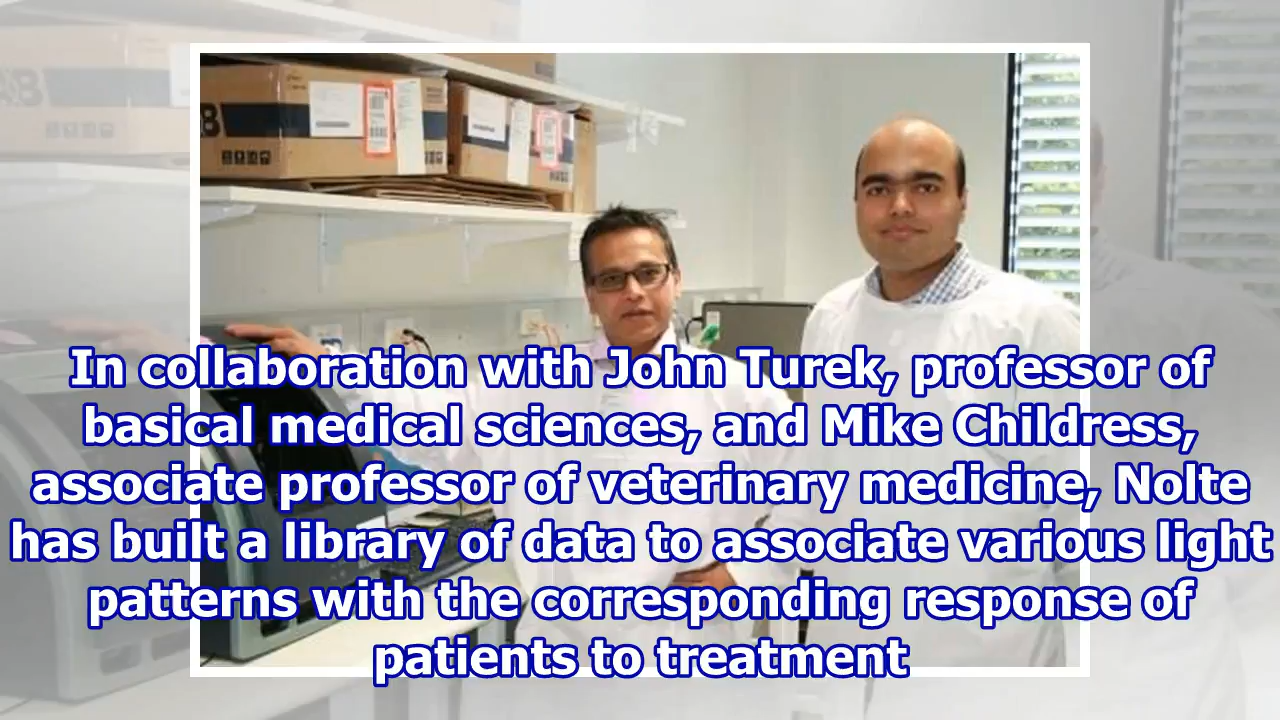 In collaboration with John Turek, professor of
basical medical sciences, and Mike Childress,
associate professor of veterinary medicine, Nolte
has built a library of data to associate various light
patterns with the corresponding response of
patients to treatment